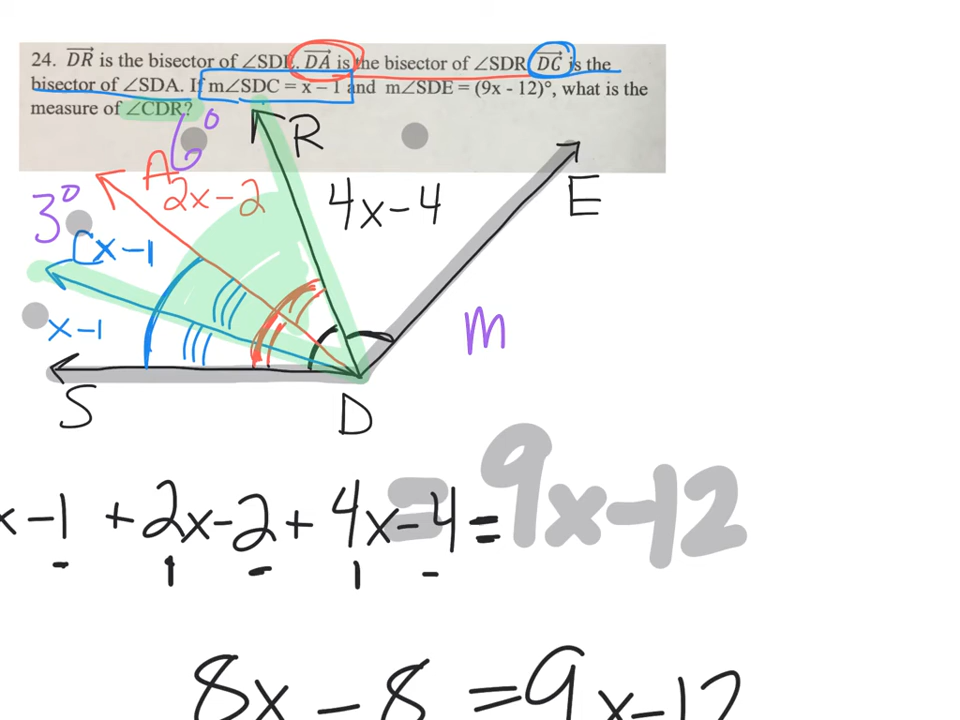 24. DR is the bisector of ∠SDE. DA is the bisector of ∠SDR. DC is the
bisector of ∠SDA. If m∠SDC = x − 1 and m∠SDE = (9x - 12)°, what is the
measure of ∠CDR?
6°
R
A
2x-2
E
3°
4x-4
C
x-1
x-1
m
S
D
x-1 +2x-2+4x-4=9x-12
8x-8=9x-12